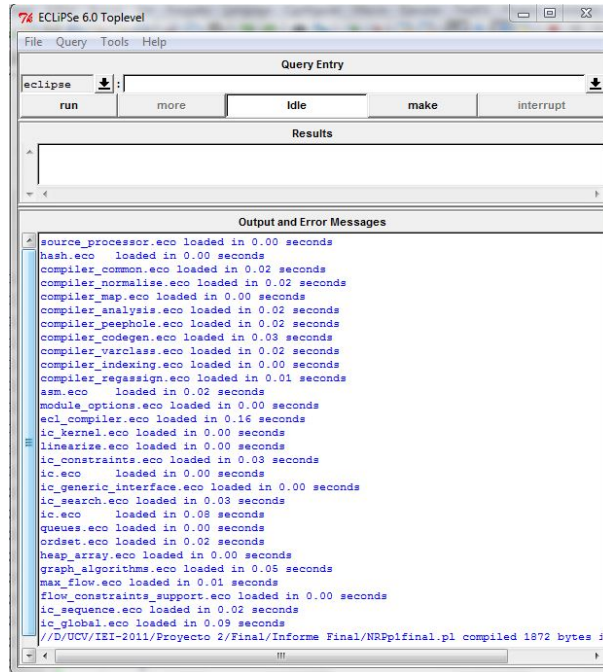 ECLiPSe 6.0 Toplevel
File Query Tools Help
Query Entry
eclipse :
run more Idle make interrupt
Results
Output and Error Messages
source_processor.eco loaded in 0.00 seconds
hash.eco loaded in 0.00 seconds
compiler_common.eco loaded in 0.02 seconds
compiler_normalise.eco loaded in 0.02 seconds
compiler_map.eco loaded in 0.00 seconds
compiler_analysis.eco loaded in 0.02 seconds
compiler_peephole.eco loaded in 0.02 seconds
compiler_codegen.eco loaded in 0.03 seconds
compiler_varclass.eco loaded in 0.02 seconds
compiler_indexing.eco loaded in 0.00 seconds
compiler_regassign.eco loaded in 0.01 seconds
asm.eco loaded in 0.02 seconds
module_options.eco loaded in 0.00 seconds
ecl_compiler.eco loaded in 0.16 seconds
ic_kernel.eco loaded in 0.00 seconds
linearize.eco loaded in 0.00 seconds
ic_constraints.eco loaded in 0.03 seconds
ic.eco loaded in 0.00 seconds
ic_generic_interface.eco loaded in 0.00 seconds
ic_search.eco loaded in 0.03 seconds
ic.eco loaded in 0.08 seconds
queues.eco loaded in 0.00 seconds
ordset.eco loaded in 0.02 seconds
heap_array.eco loaded in 0.00 seconds
graph_algorithms.eco loaded in 0.05 seconds
max_flow.eco loaded in 0.01 seconds
flow_constraints_support.eco loaded in 0.00 seconds
ic_sequence.eco loaded in 0.02 seconds
ic_global.eco loaded in 0.09 seconds
//D/UCV/IEI-2011/Proyecto 2/Final/Informe Final/NRPp1final.pl compiled 1872 bytes i